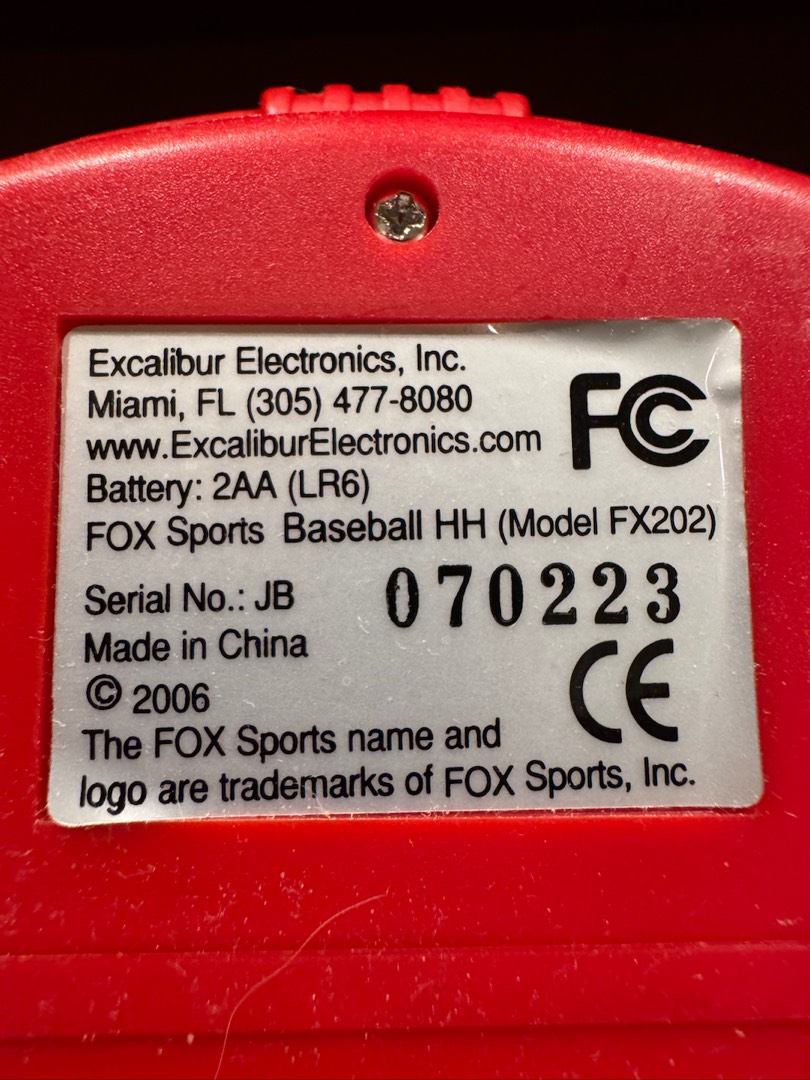 Excalibur Electronics, Inc.
Miami, FL (305) 477-8080
www.ExcaliburElectronics.com
Battery: 2AA (LR6)
FOX Sports Baseball HH (Model FX202)
FC
Serial No.: JB 070223
Made in China
© 2006
CE
The FOX Sports name and
logo are trademarks of FOX Sports, Inc.